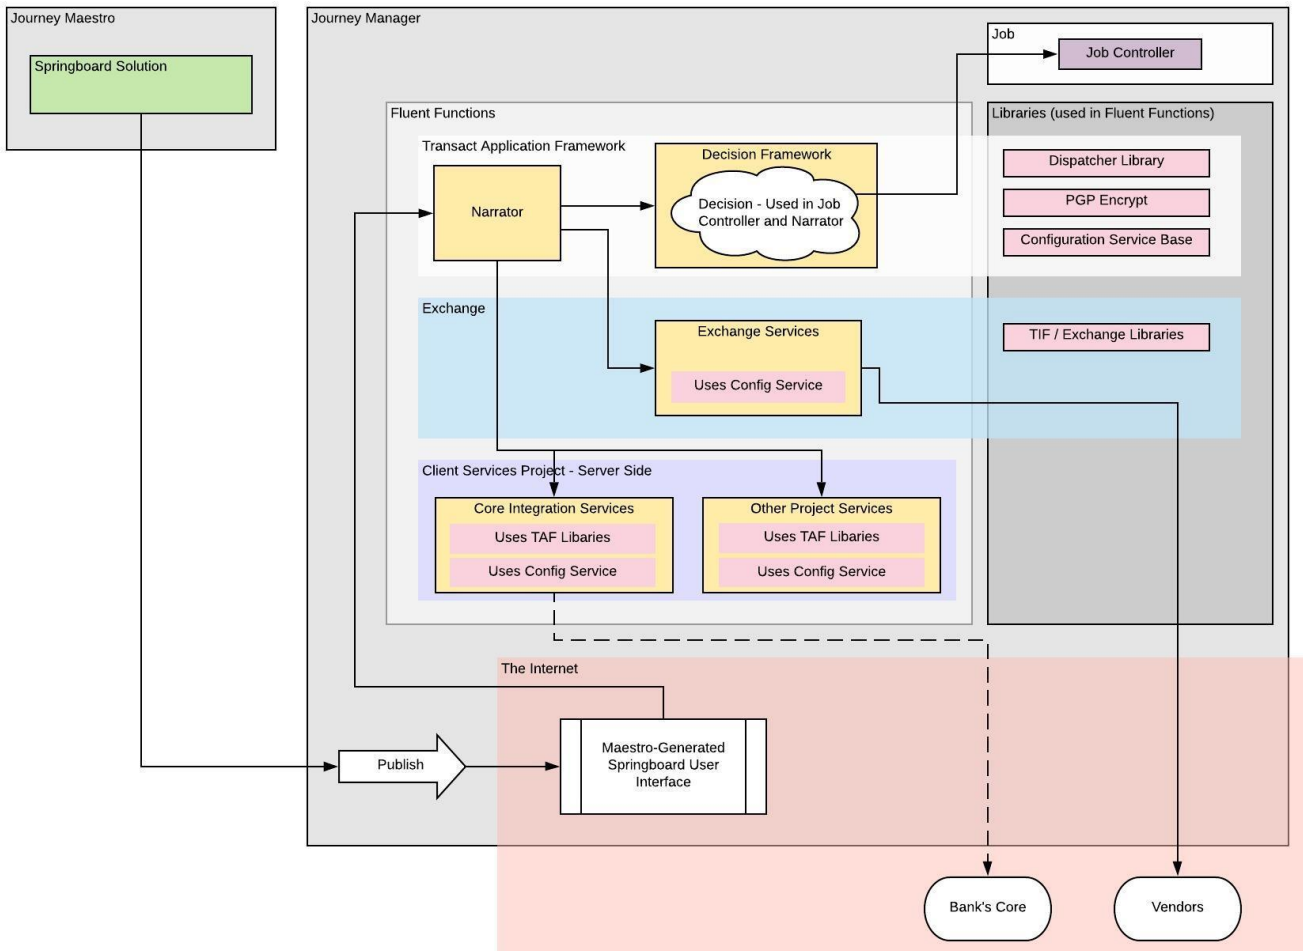 Journey Maestro
Springboard Solution
Journey Manager
Job
Job Controller
Fluent Functions
Libraries (used in Fluent Functions)
Transact Application Framework
Narrator
Decision Framework
Decision - Used in Job
Controller and Narrator
Dispatcher Library
PGP Encrypt
Configuration Service Base
Exchange
Exchange Services
Uses Config Service
TIF / Exchange Libraries
Client Services Project - Server Side
Core Integration Services
Uses TAF Libaries
Uses Config Service
Other Project Services
Uses TAF Libaries
Uses Config Service
The Internet
Publish
Maestro-Generated
Springboard User
Interface
Bank's Core
Vendors